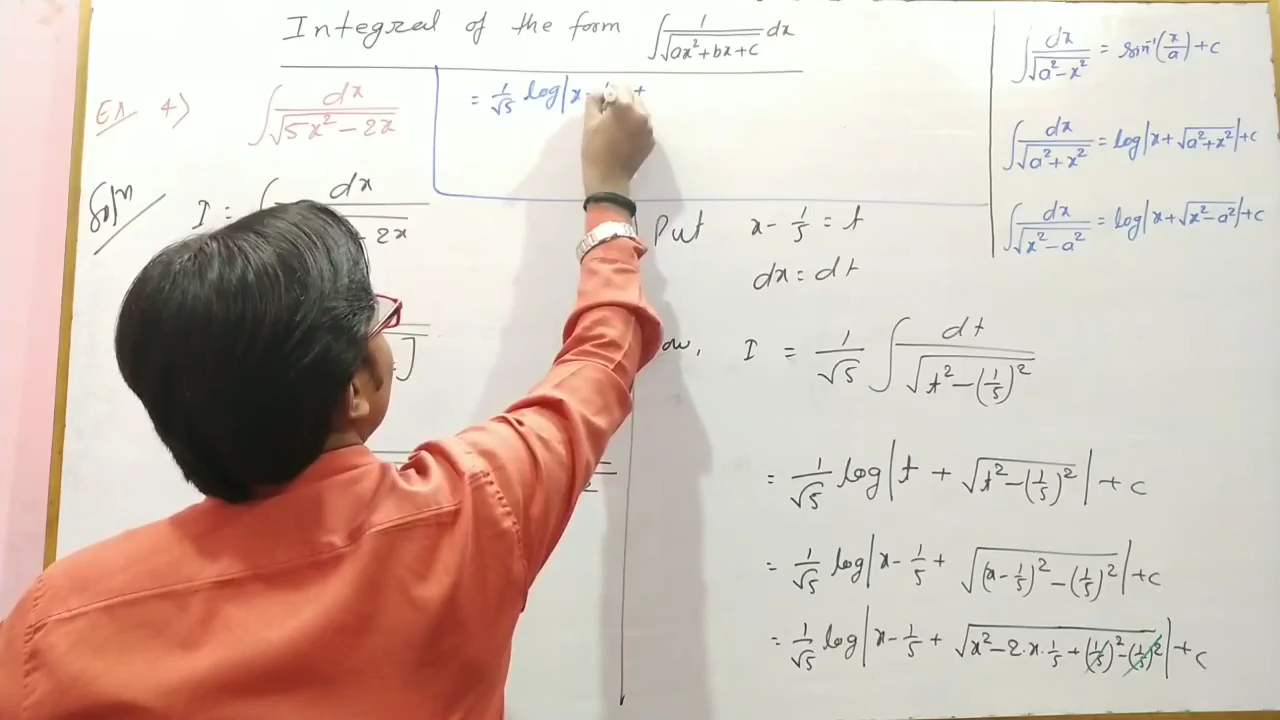 Integral of the form ∫ 1/√(ax²+bx+c) dx
Ex 4) ∫ dx/√(5x² – 2x)
Solⁿ I = ∫ dx/ - 2x
= 1/√5 log|x - +
Put x - 1/5 = t
dx = dt
I = 1/√5 ∫ dt/√(t² – (1/5)²)
= 1/√5 log|t + √(t² – (1/5)²)| + c
= 1/√5 log|x - 1/5 + √((x - 1/5)² – (1/5)²)| + c
= 1/√5 log|x - 1/5 + √(x² – 2·x·1/5 + (1/5)² – (1/5)²)| + c
∫ dx/√(a² – x²) = sin⁻¹(x/a) + c
∫ dx/√(a² + x²) = log|x + √(a² + x²)| + c
∫ dx/√(x² – a²) = log|x + √(x² – a²)| + c